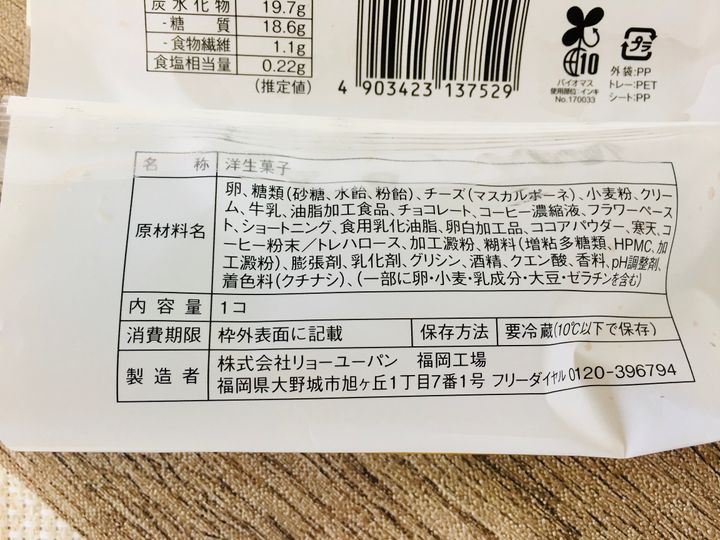 炭水化物 19.7g
-糖質 18.6g
-食物繊維 1.1g
食塩相当量 0.22g
(推定値)
4 903423 137529
10
バイオマス
使用部位:インキ
No.170033
プラ
外袋:PP
トレー:PET
シート:PP
名称 洋生菓子
原材料名
卵、糖類(砂糖、水飴、粉飴)、チーズ(マスカルポーネ)、小麦粉、クリー
ム、牛乳、油脂加工食品、チョコレート、コーヒー濃縮液、フラワーペース
ト、ショートニング、食用乳化油脂、卵白加工品、ココアパウダー、寒天、コ
ーヒー粉末/トレハロース、加工澱粉、糊料(増粘多糖類、HPMC、加
工澱粉)、膨張剤、乳化剤、グリシン、酒精、クエン酸、香料、pH調整剤、
着色料(クチナシ)、(一部に卵・小麦・乳成分・大豆・ゼラチンを含む)
内容量 1コ
消費期限 枠外表面に記載 保存方法 要冷蔵(10℃以下で保存)
製造者
株式会社リョーユーパン 福岡工場
福岡県大野城市旭ヶ丘1丁目7番1号 フリーダイヤル0120-396794